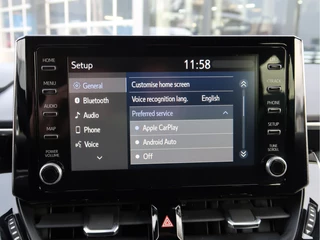 Setup 11:58
HOME
MENU
AUDIO
MAP
POWER
VOLUME
General
Bluetooth
Audio
Phone
Voice
Customise home screen
Voice recognition lang. English
Preferred service
Apple CarPlay
Android Auto
Off
TRACK
PHONE
SETUP
TUNE
SCROLL